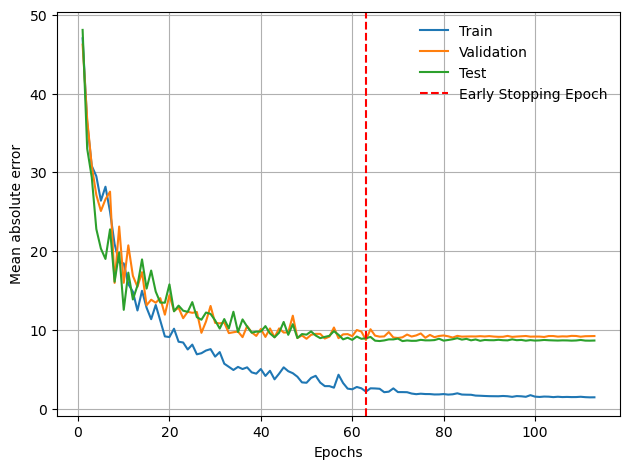 50
40
30
20
10
0
Mean absolute error
Train
Validation
Test
Early Stopping Epoch
0 20 40 60 80 100
Epochs